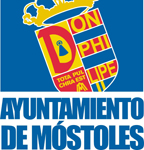 DON
PHI
LIPE
TOTA PUL
CHRA EST
AYUNTAMIENTO
DE MÓSTOLES